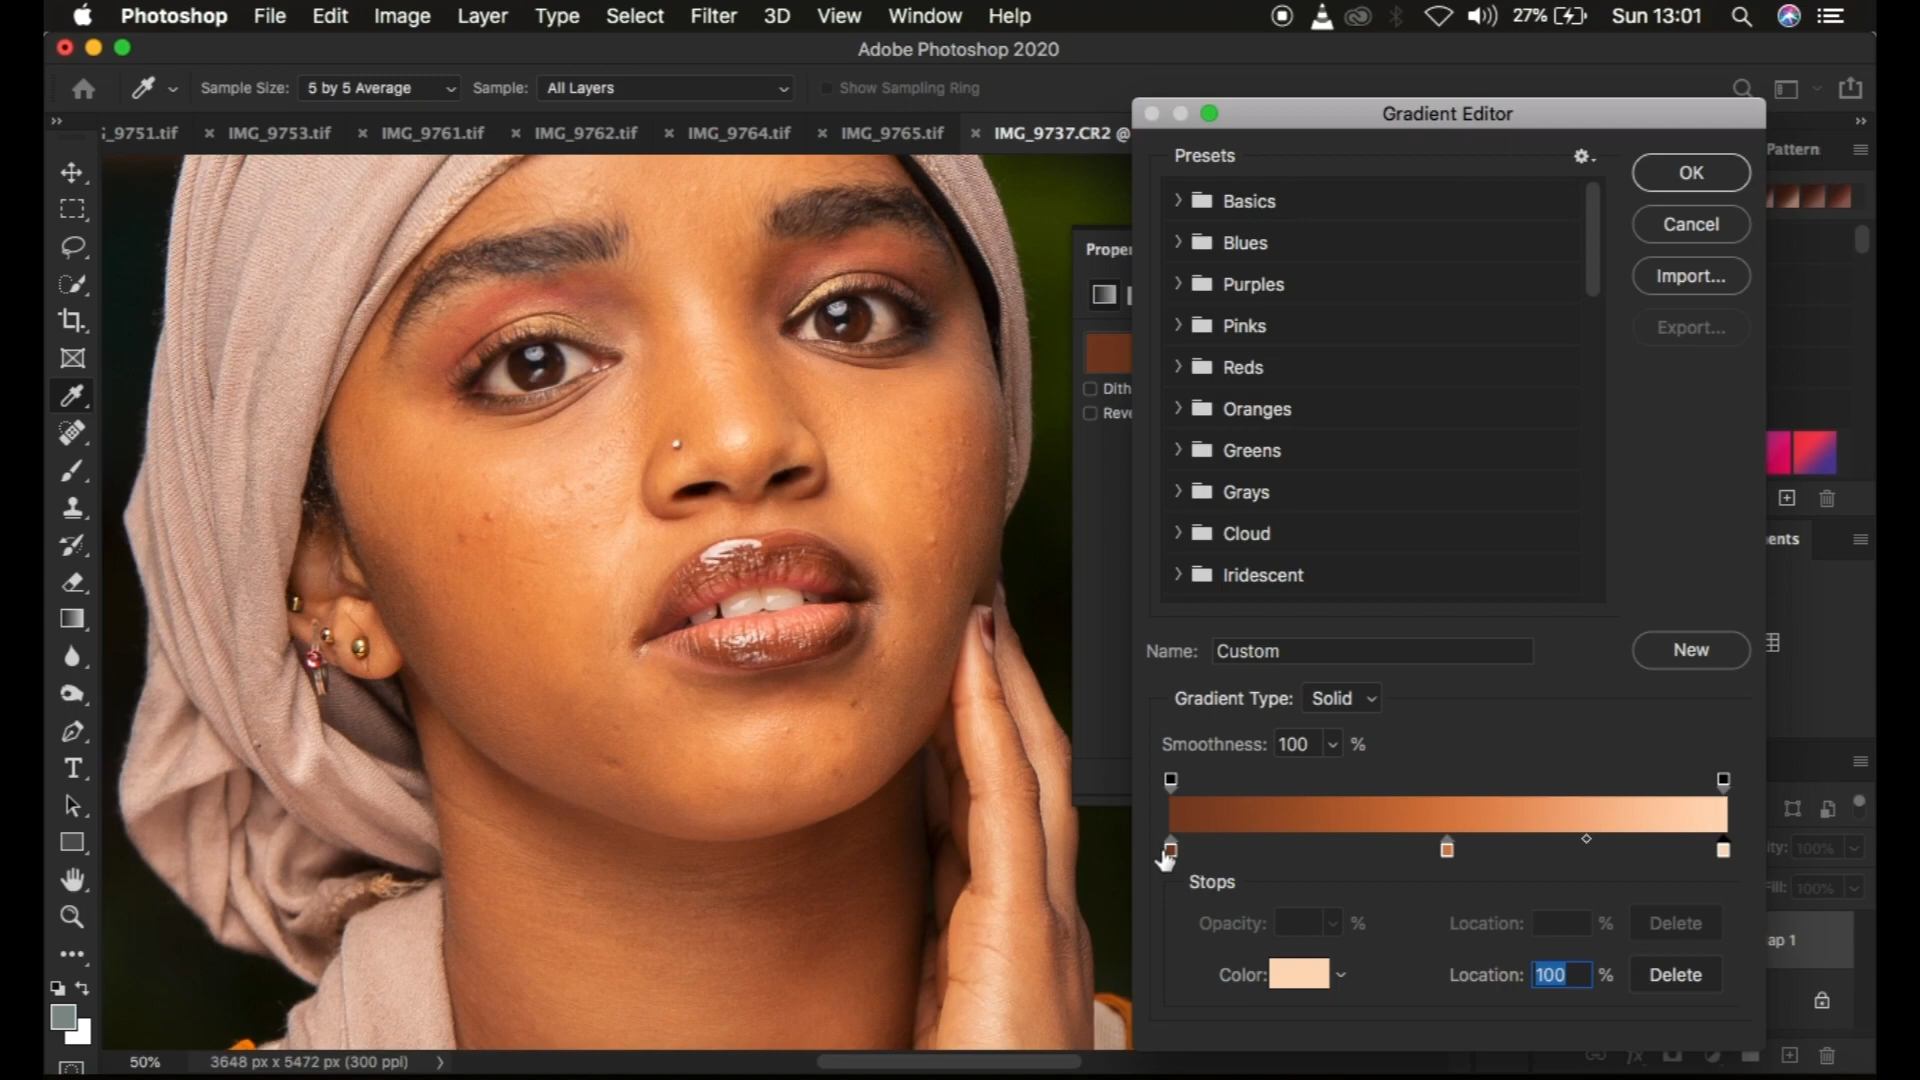 Photoshop File Edit Image Layer Type Select Filter 3D View Window Help 27% Sun 13:01
Adobe Photoshop 2020
Sample Size: 5 by 5 Average Sample: All Layers Show Sampling Ring
G_9751.tif × IMG_9753.tif × IMG_9761.tif × IMG_9762.tif × IMG_9764.tif × IMG_9765.tif × IMG_9737.CR2 @
Gradient Editor
Pattern
Presets
OK
Basics
Cancel
Blues
Proper
Import...
Purples
Pinks
Export...
Reds
Dith
Oranges
Reve
Greens
Grays
Cloud
ents
Iridescent
Name: Custom
New
Gradient Type: Solid
Smoothness: 100 %
ity: 100%
Stops
Fill: 100%
Opacity: % Location: % Delete
ap 1
Color: Location: 100 % Delete
T
fx
50% 3648 px x 5472 px (300 ppi)